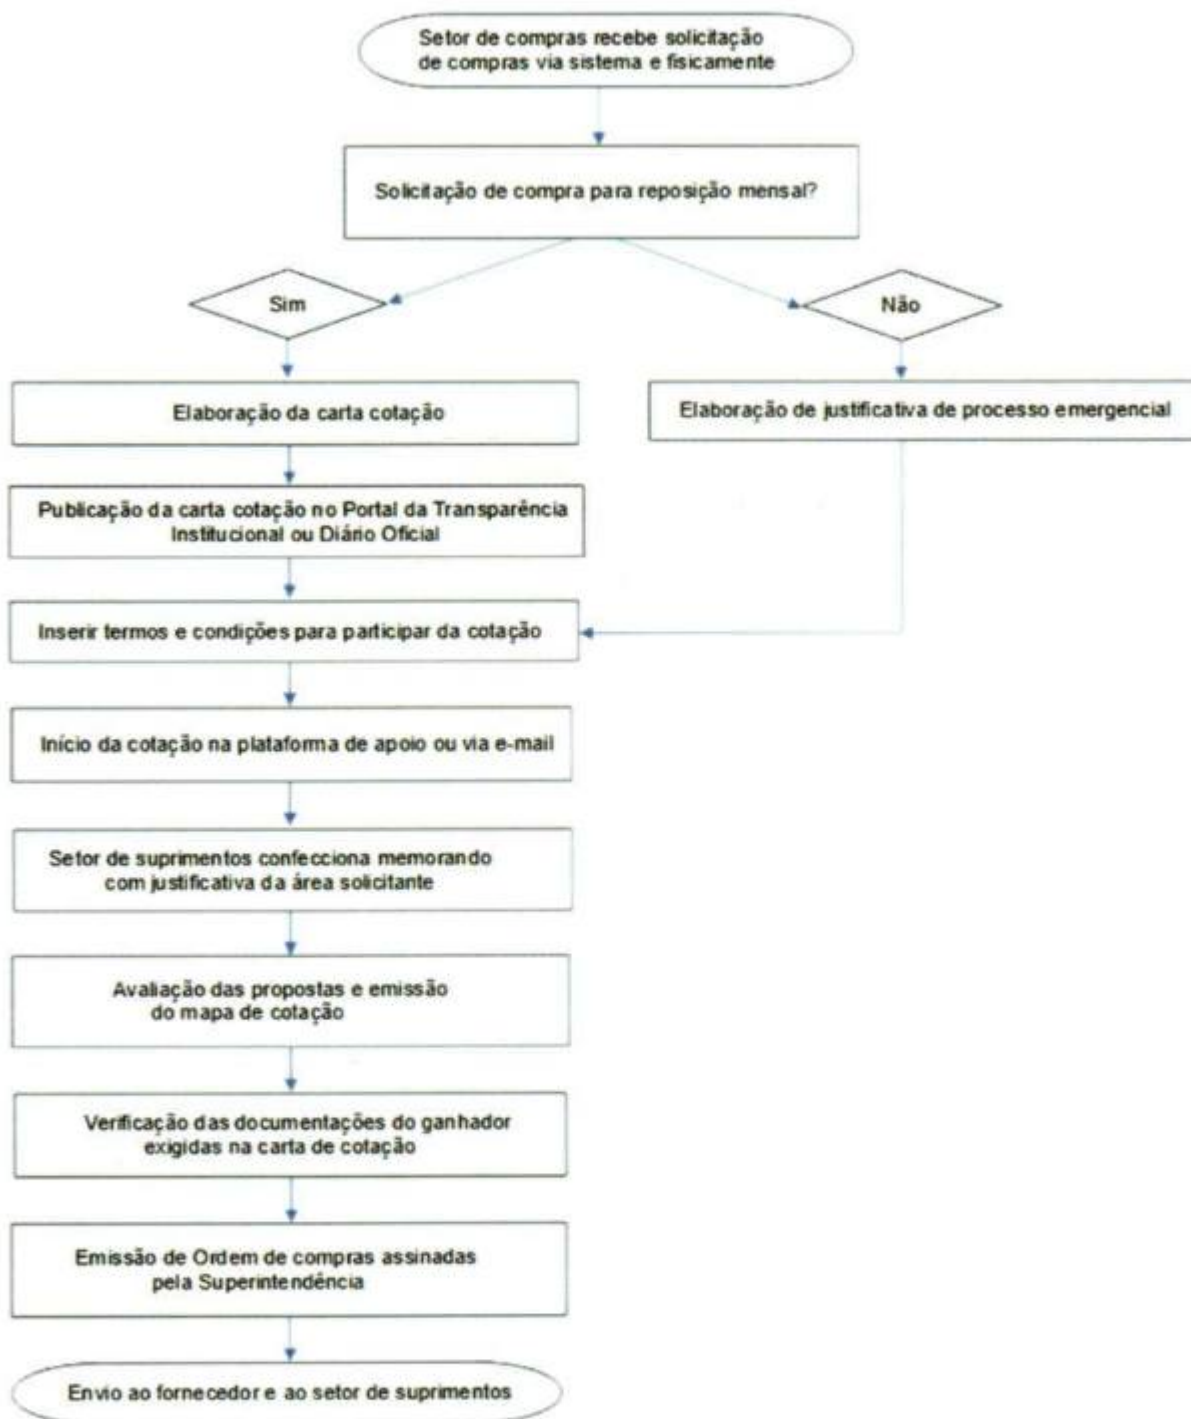 Setor de compras recebe solicitação
de compras via sistema e fisicamente
Solicitação de compra para reposição mensal?
Sim
Não
Elaboração da carta cotação
Elaboração de justificativa de processo emergencial
Publicação da carta cotação no Portal da Transparência
Institucional ou Diário Oficial
Inserir termos e condições para participar da cotação
Início da cotação na plataforma de apoio ou via e-mail
Setor de suprimentos confecciona memorando
com justificativa da área solicitante
Avaliação das propostas e emissão
do mapa de cotação
Verificação das documentações do ganhador
exigidas na carta de cotação
Emissão de Ordem de compras assinadas
pela Superintendência
Envio ao fornecedor e ao setor de suprimentos